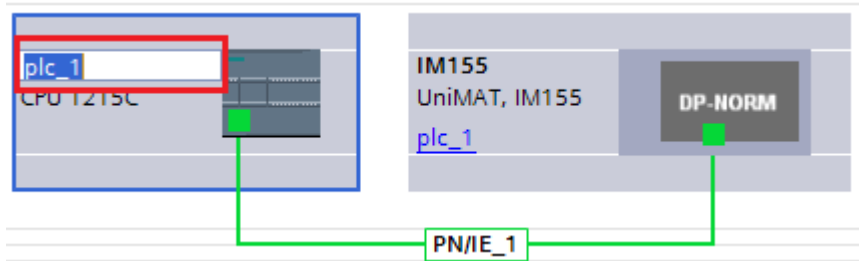 plc_1
CPU 1215C
IM155
UniMAT, IM155
plc_1
DP-NORM
PN/IE_1